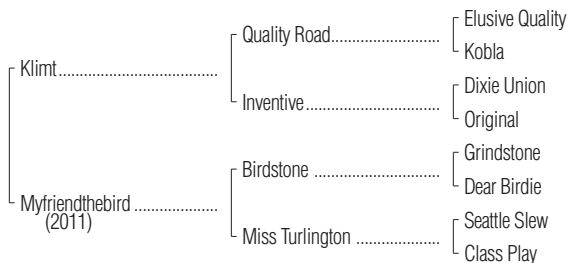 Elusive Quality
Quality Road
Kobla
Klimt
Dixie Union
Inventive
Original
Grindstone
Birdstone
Dear Birdie
Myfriendthebird
(2011)
Seattle Slew
Miss Turlington
Class Play